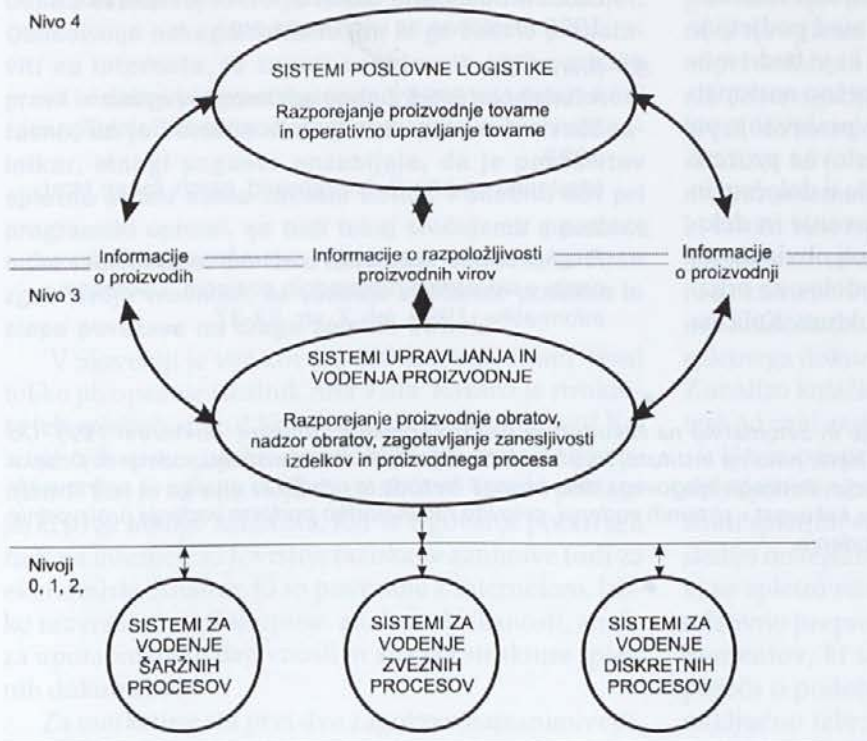 Nivo 4
SISTEMI POSLOVNE LOGISTIKE
Razporejanje proizvodnje tovarne
in operativno upravljanje tovarne
Informacije
o proizvodih
Informacije o razpoložljivosti
proizvodnih virov
Informacije
o proizvodnji
Nivo 3
SISTEMI UPRAVLJANJA IN
VODENJA PROIZVODNJE
Razporejanje proizvodnje obratov,
nadzor obratov, zagotavljanje zanesljivosti
izdelkov in proizvodnega procesa
Nivoji
0, 1, 2,
SISTEMI ZA
VODENJE
ŠARŽNIH
PROCESOV
SISTEMI ZA
VODENJE
ZVEZNIH
PROCESOV
SISTEMI ZA
VODENJE
DISKRETNIH
PROCESOV